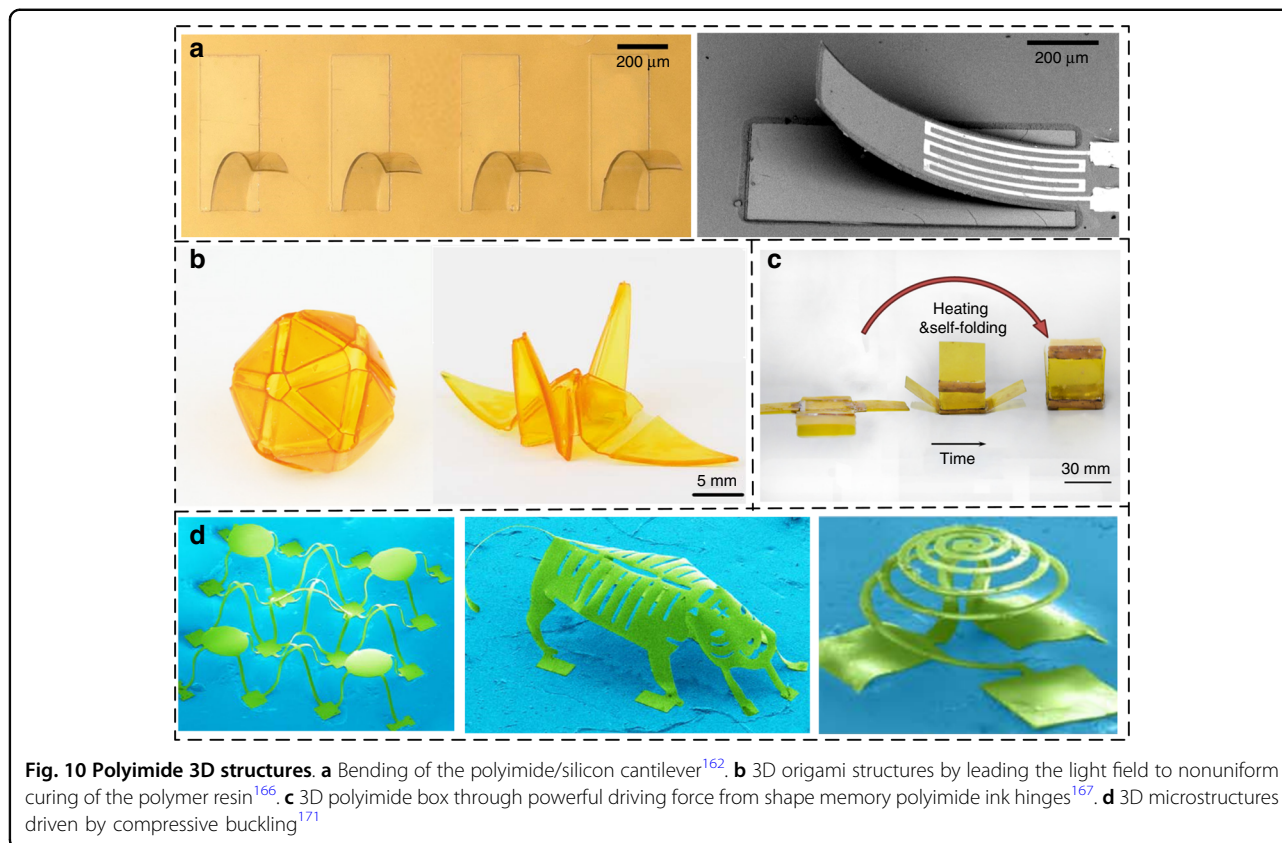 a
200 μm
200 μm
b
5 mm
c
Heating
&self-folding
Time
30 mm
d
Fig. 10 Polyimide 3D structures. a Bending of the polyimide/silicon cantilever162. b 3D origami structures by leading the light field to nonuniform
curing of the polymer resin166. c 3D polyimide box through powerful driving force from shape memory polyimide ink hinges167. d 3D microstructures
driven by compressive buckling171